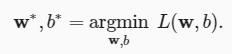 w*, b* = argmin L(w, b).
w,b